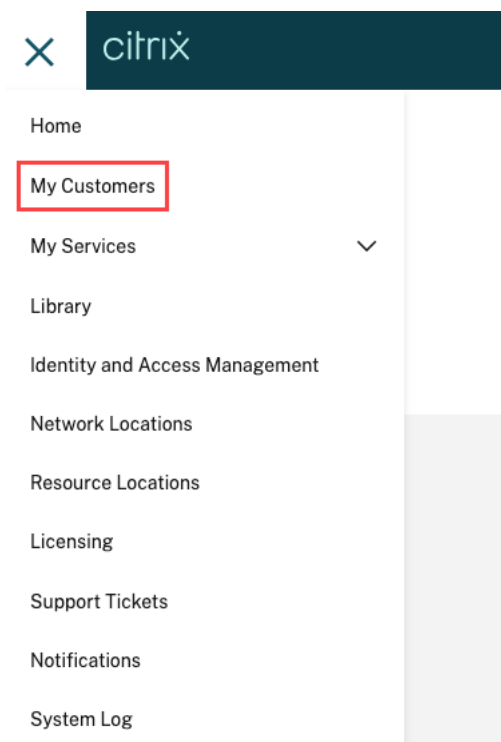 citrix
Home
My Customers
My Services
Library
Identity and Access Management
Network Locations
Resource Locations
Licensing
Support Tickets
Notifications
System Log